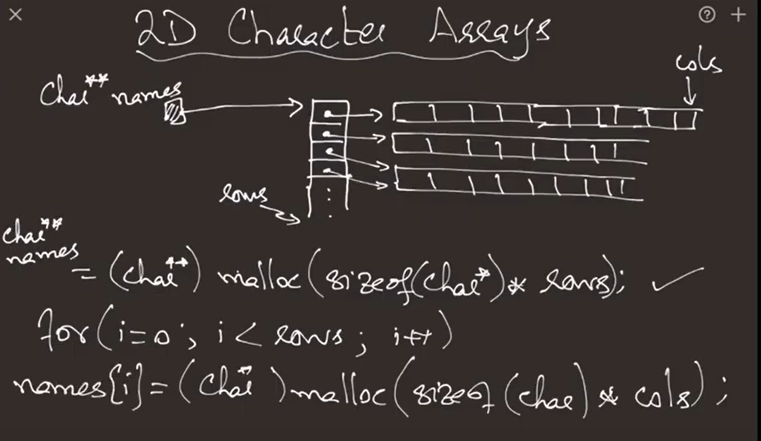 2D Character Arrays
cols
char** names
rows
char** names
= (char**) malloc(sizeof(char*)* rows);
for(i=0; i< rows; i++)
names[i]=(char*)malloc(sizeof(char)* cols);